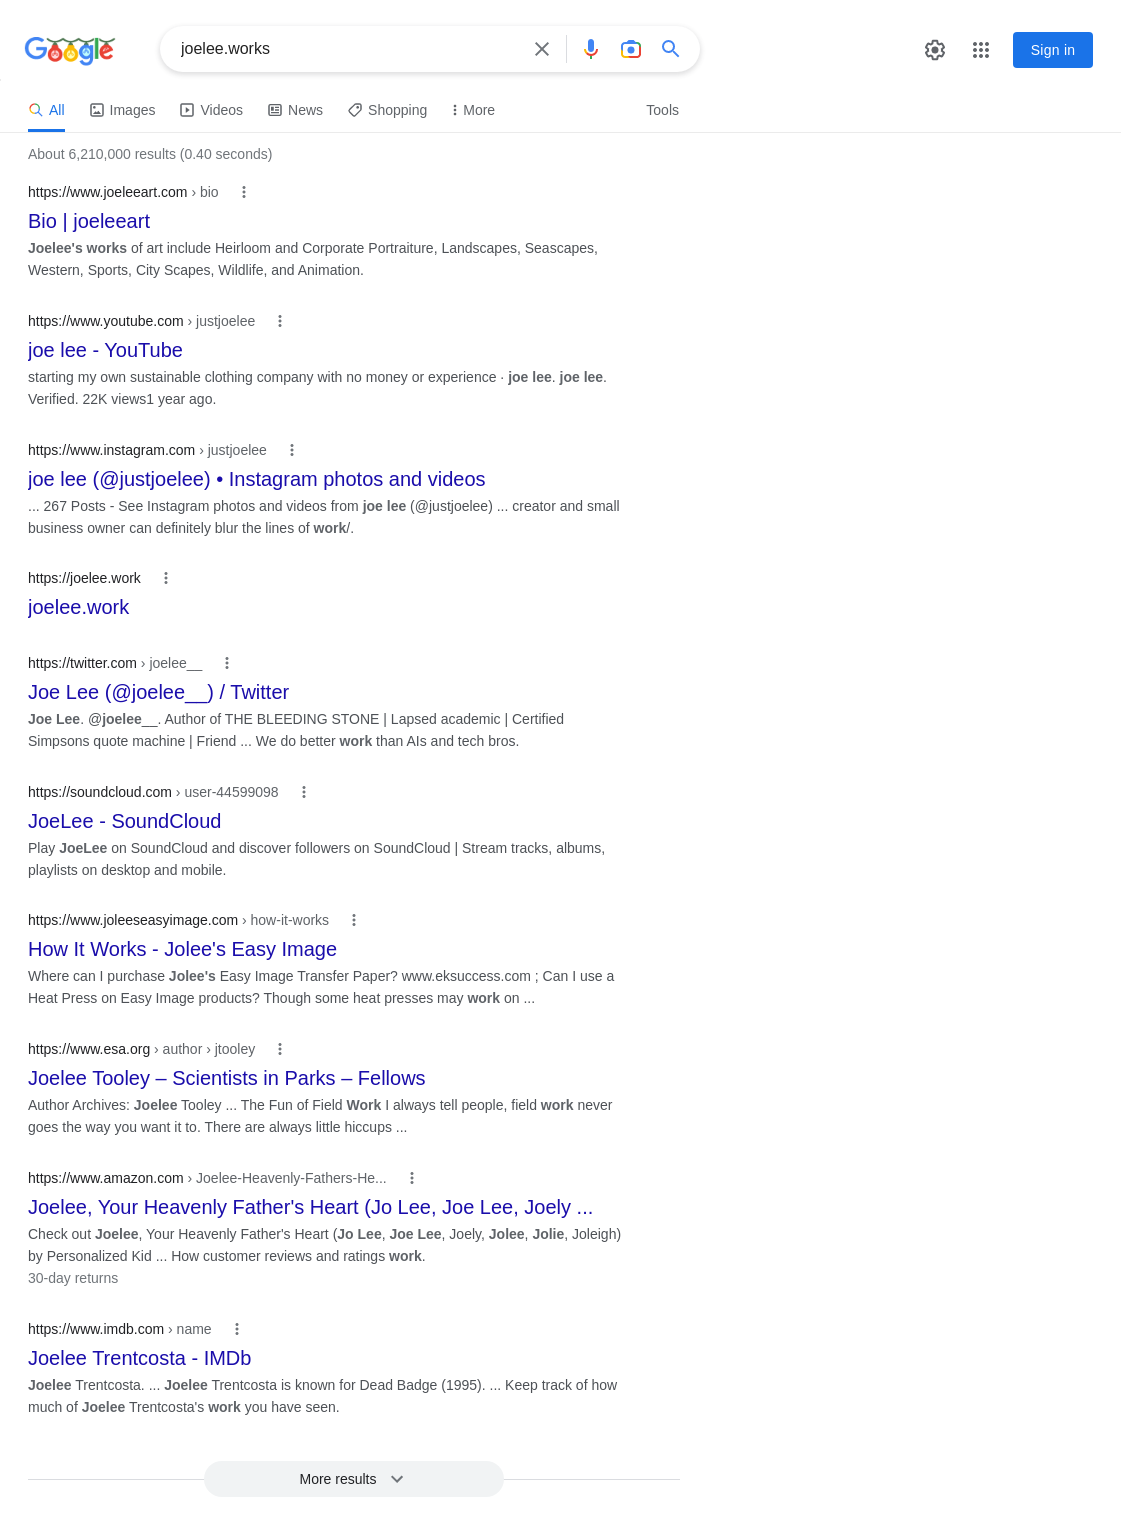 Google
joelee.works
Sign in
All
Images
Videos
News
Shopping
More
Tools
About 6,210,000 results (0.40 seconds)
https://www.joeleeart.com › bio
Bio | joeleeart
Joelee's works of art include Heirloom and Corporate Portraiture, Landscapes, Seascapes,
Western, Sports, City Scapes, Wildlife, and Animation.
https://www.youtube.com › justjoelee
joe lee - YouTube
starting my own sustainable clothing company with no money or experience · joe lee. joe lee.
Verified. 22K views1 year ago.
https://www.instagram.com › justjoelee
joe lee (@justjoelee) • Instagram photos and videos
... 267 Posts - See Instagram photos and videos from joe lee (@justjoelee) ... creator and small
business owner can definitely blur the lines of work/.
https://joelee.work
joelee.work
https://twitter.com › joelee__
Joe Lee (@joelee__) / Twitter
Joe Lee. @joelee__. Author of THE BLEEDING STONE | Lapsed academic | Certified
Simpsons quote machine | Friend ... We do better work than AIs and tech bros.
https://soundcloud.com › user-44599098
JoeLee - SoundCloud
Play JoeLee on SoundCloud and discover followers on SoundCloud | Stream tracks, albums,
playlists on desktop and mobile.
https://www.joleeseasyimage.com › how-it-works
How It Works - Jolee's Easy Image
Where can I purchase Jolee's Easy Image Transfer Paper? www.eksuccess.com ; Can I use a
Heat Press on Easy Image products? Though some heat presses may work on ...
https://www.esa.org › author › jtooley
Joelee Tooley – Scientists in Parks – Fellows
Author Archives: Joelee Tooley ... The Fun of Field Work I always tell people, field work never
goes the way you want it to. There are always little hiccups ...
https://www.amazon.com › Joelee-Heavenly-Fathers-He...
Joelee, Your Heavenly Father's Heart (Jo Lee, Joe Lee, Joely ...
Check out Joelee, Your Heavenly Father's Heart (Jo Lee, Joe Lee, Joely, Jolee, Jolie, Joleigh)
by Personalized Kid ... How customer reviews and ratings work.
30-day returns
https://www.imdb.com › name
Joelee Trentcosta - IMDb
Joelee Trentcosta. ... Joelee Trentcosta is known for Dead Badge (1995). ... Keep track of how
much of Joelee Trentcosta's work you have seen.
More results